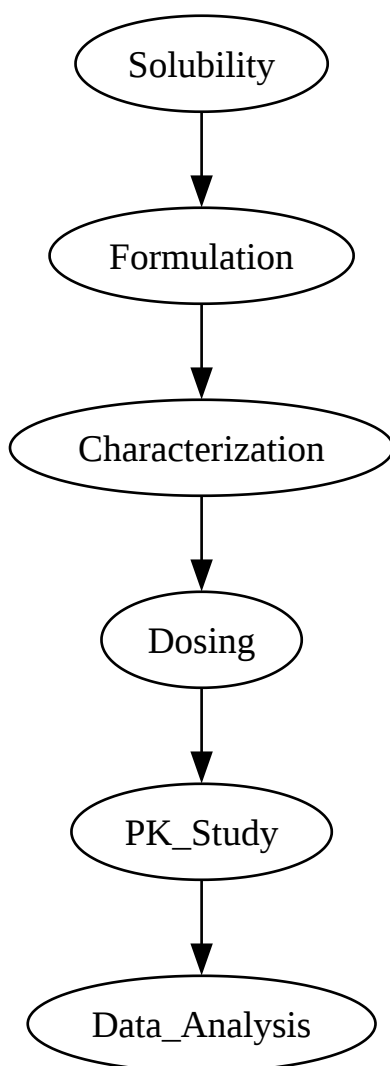 Solubility
Formulation
Characterization
Dosing
PK_Study
Data_Analysis